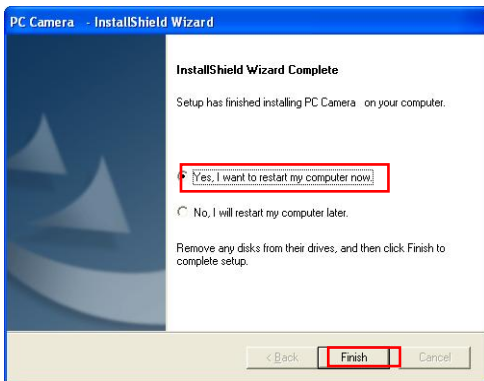 PC Camera - InstallShield Wizard
InstallShield Wizard Complete
Setup has finished installing PC Camera on your computer.
Yes, I want to restart my computer now.
No, I will restart my computer later.
Remove any disks from their drives, and then click Finish to
complete setup.
< Back Finish Cancel